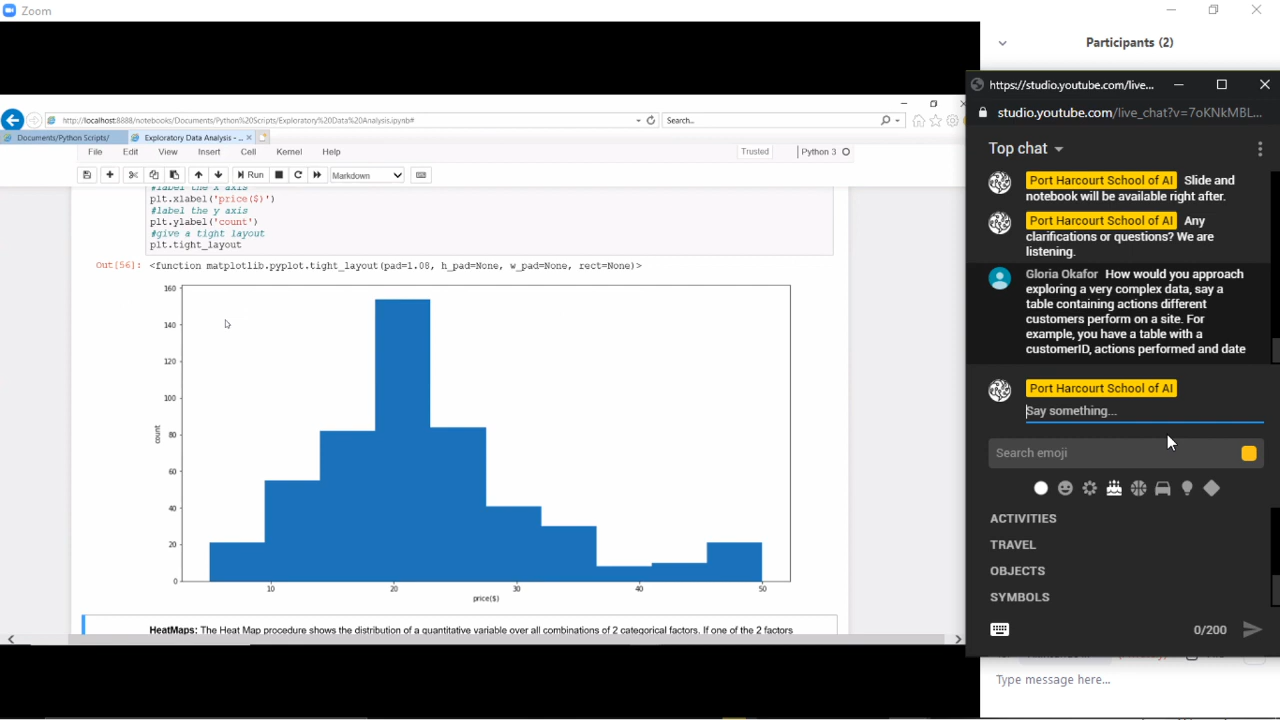 Zoom
Participants (2)
http://localhost:8888/notebooks/Documents/Python%20Scripts/Exploratory%20Data%20Analysis.ipynb#
Search...
Documents/Python Scripts/
Exploratory Data Analysis - ...
File Edit View Insert Cell Kernel Help
Trusted
Python 3
Run
Markdown
#label the x axis
plt.xlabel('price($)')
#label the y axis
plt.ylabel('count')
#give a tight layout
plt.tight_layout
Out[56]: <function matplotlib.pyplot.tight_layout(pad=1.08, h_pad=None, w_pad=None, rect=None)>
160
140
120
100
80
60
40
20
0
count
10 20 30 40 50
price($)
HeatMaps: The Heat Map procedure shows the distribution of a quantitative variable over all combinations of 2 categorical factors. If one of the 2 factors
https://studio.youtube.com/live...
studio.youtube.com/live_chat?v=7oKNkMBL...
Top chat
Port Harcourt School of AI Slide and
notebook will be available right after.
Port Harcourt School of AI Any
clarifications or questions? We are
listening.
Gloria Okafor How would you approach
exploring a very complex data, say a
table containing actions different
customers perform on a site. For
example, you have a table with a
customerID, actions performed and date
Port Harcourt School of AI
Say something...
Search emoji
ACTIVITIES
TRAVEL
OBJECTS
SYMBOLS
0/200
Type message here...